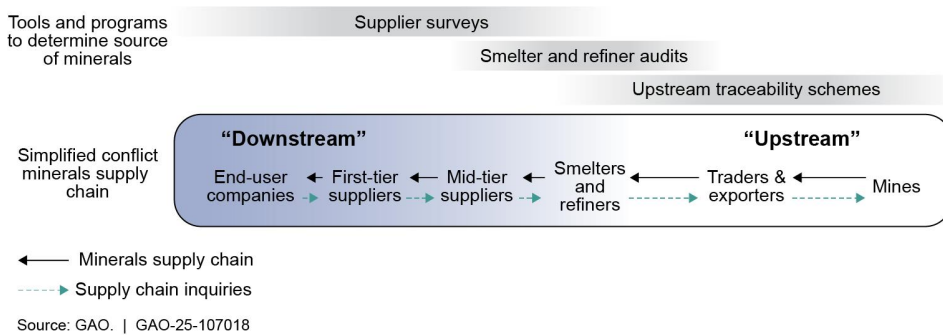 Tools and programs
to determine source
of minerals
Supplier surveys
Smelter and refiner audits
Upstream traceability schemes
Simplified conflict
minerals supply
chain
“Downstream”
“Upstream”
End-user
companies
First-tier
suppliers
Mid-tier
suppliers
Smelters
and
refiners
Traders &
exporters
Mines
Minerals supply chain
Supply chain inquiries
Source: GAO. | GAO-25-107018